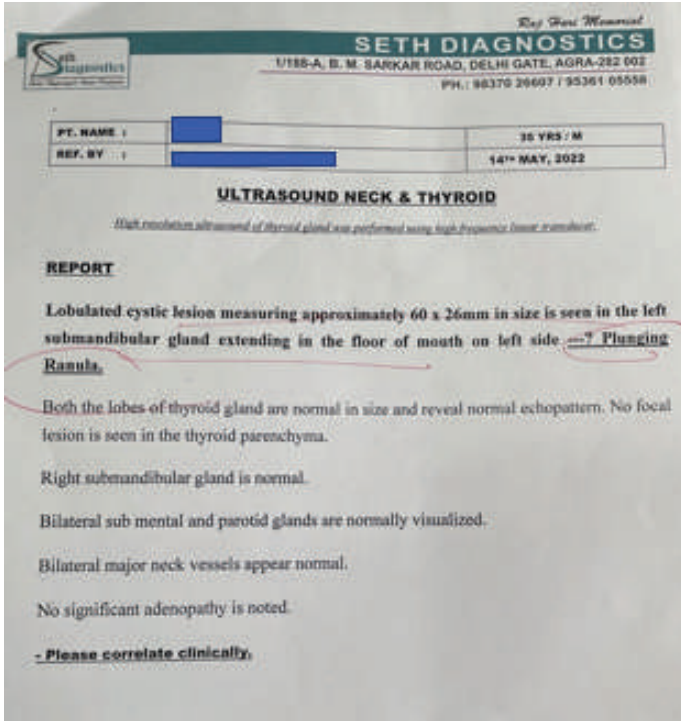 Raj Hari Memorial
SETH DIAGNOSTICS
Seth
Diagnostics
1/188-A, B. M. SARKAR ROAD, DELHI GATE, AGRA-282 002
PH.: 98370 26607 / 95361 05558
PT. NAME :
35 YRS / M
REF. BY :
14TH MAY, 2022
ULTRASOUND NECK & THYROID
High resolution ultrasound of thyroid gland was performed using high frequency linear transducer.
REPORT
Lobulated cystic lesion measuring approximately 60 x 26mm in size is seen in the left
submandibular gland extending in the floor of mouth on left side ---? Plunging
Ranula.
Both the lobes of thyroid gland are normal in size and reveal normal echopattern. No focal
lesion is seen in the thyroid parenchyma.
Right submandibular gland is normal.
Bilateral sub mental and parotid glands are normally visualized.
Bilateral major neck vessels appear normal.
No significant adenopathy is noted.
- Please correlate clinically.